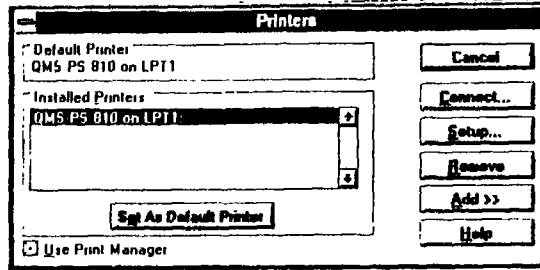 Printers
Default Printer
QMS PS 810 on LPT1
Installed Printers
QMS PS 810 on LPT1:
Set As Default Printer
Use Print Manager
Cancel
Connect...
Setup...
Remove
Add >>
Help